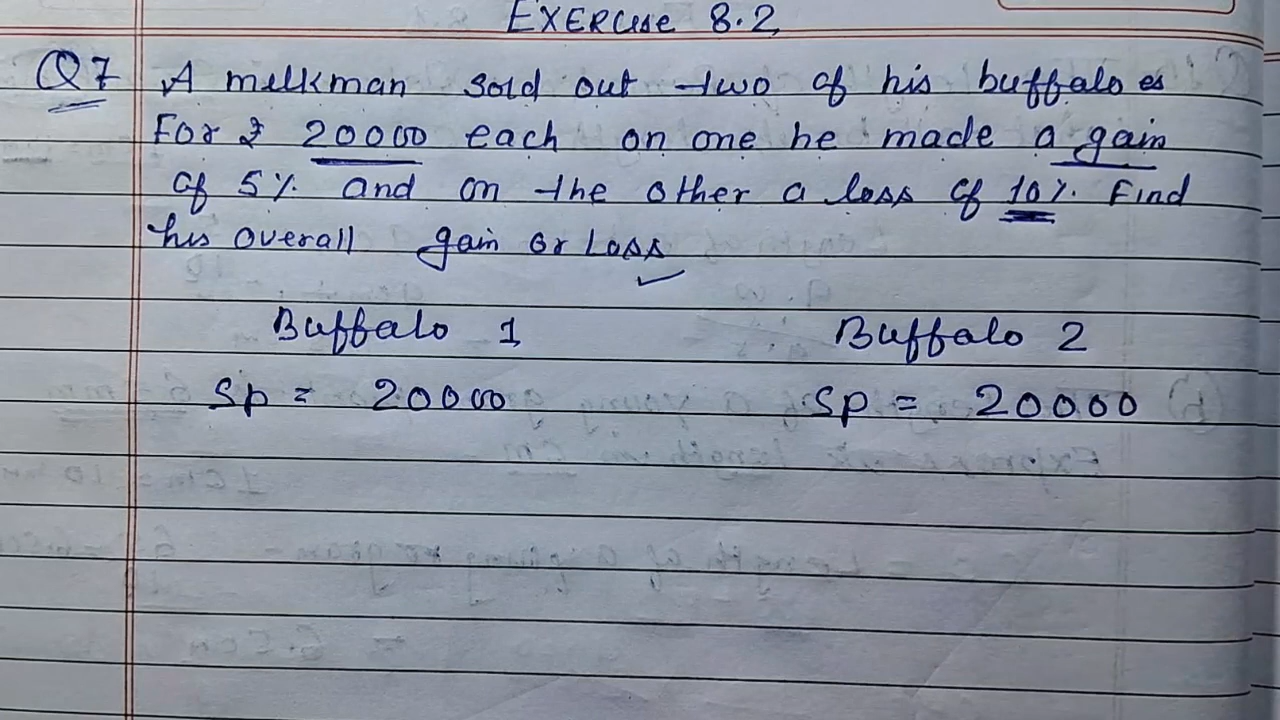 EXERCISE 8.2
Q7 A milkman sold out two of his buffaloes
For ₹ 20000 each on one he made a gain
of 5% and on the other a loss of 10%. Find
his overall gain or Loss
Buffalo 1 Buffalo 2
SP = 20000 SP = 20000